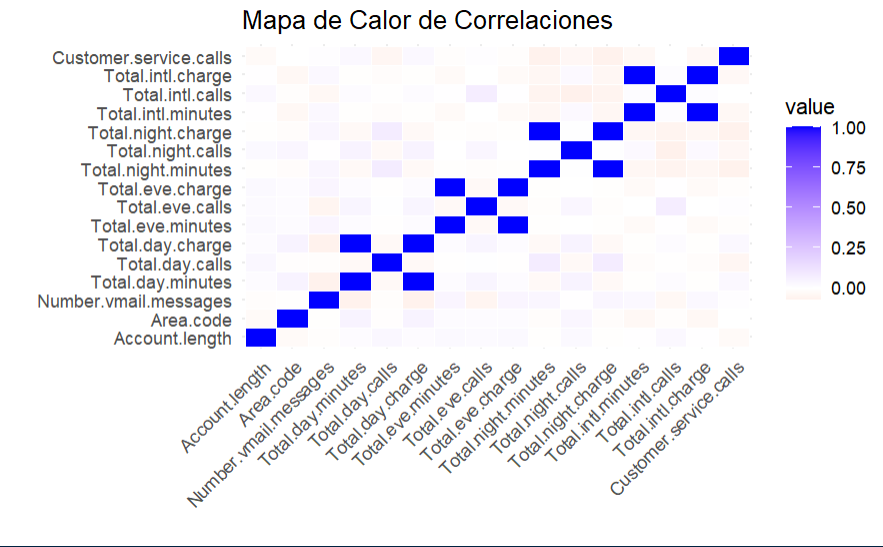 Mapa de Calor de Correlaciones
Customer.service.calls
Total.intl.charge
Total.intl.calls
Total.intl.minutes
Total.night.charge
Total.night.calls
Total.night.minutes
Total.eve.charge
Total.eve.calls
Total.eve.minutes
Total.day.charge
Total.day.calls
Total.day.minutes
Number.vmail.messages
Area.code
Account.length
Account.length
Area.code
Number.vmail.messages
Total.day.minutes
Total.day.calls
Total.day.charge
Total.eve.minutes
Total.eve.calls
Total.eve.charge
Total.night.minutes
Total.night.calls
Total.night.charge
Total.intl.minutes
Total.intl.calls
Total.intl.charge
Customer.service.calls
value
1.00
0.75
0.50
0.25
0.00